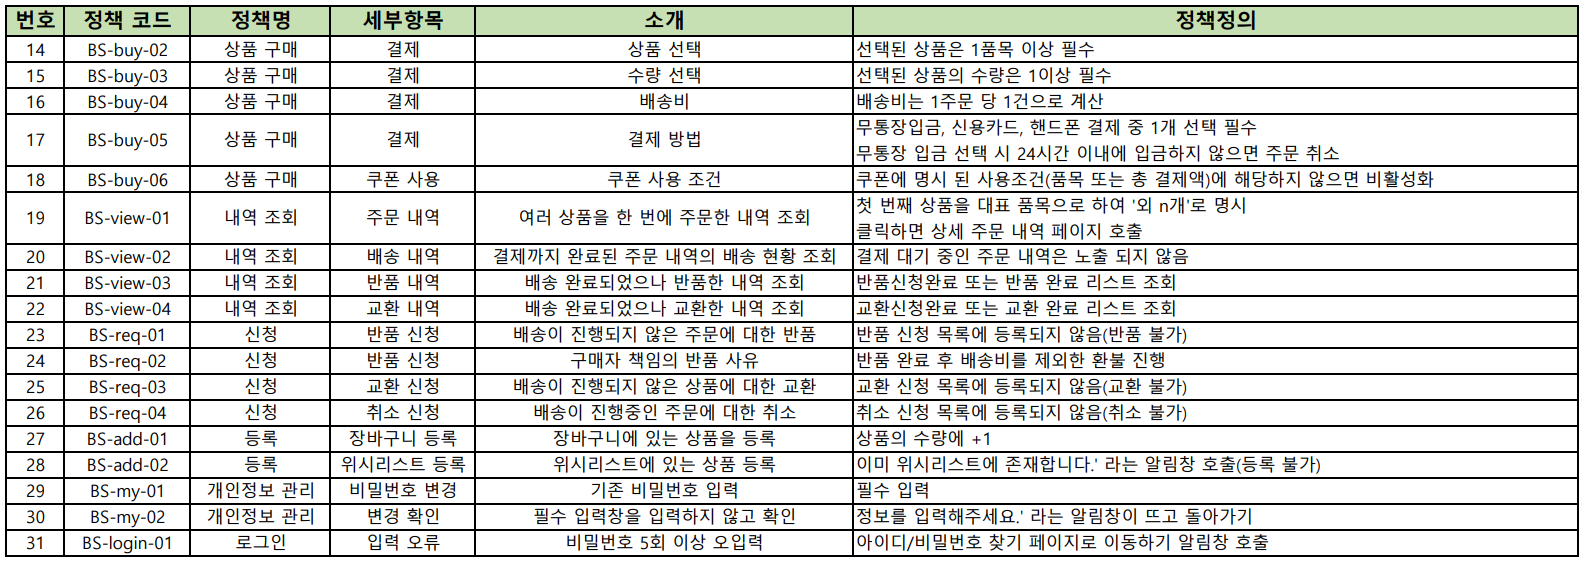 번호 정책 코드 정책명 세부항목 소개 정책정의
14 BS-buy-02 상품 구매 결제 상품 선택 선택된 상품은 1품목 이상 필수
15 BS-buy-03 상품 구매 결제 수량 선택 선택된 상품의 수량은 1이상 필수
16 BS-buy-04 상품 구매 결제 배송비 배송비는 1주문 당 1건으로 계산
17 BS-buy-05 상품 구매 결제 결제 방법 무통장입금, 신용카드, 핸드폰 결제 중 1개 선택 필수
무통장 입금 선택 시 24시간 이내에 입금하지 않으면 주문 취소
18 BS-buy-06 상품 구매 쿠폰 사용 쿠폰 사용 조건 쿠폰에 명시 된 사용조건(품목 또는 총 결제액)에 해당하지 않으면 비활성화
19 BS-view-01 내역 조회 주문 내역 여러 상품을 한 번에 주문한 내역 조회 첫 번째 상품을 대표 품목으로 하여 '외 n개'로 명시
클릭하면 상세 주문 내역 페이지 호출
20 BS-view-02 내역 조회 배송 내역 결제까지 완료된 주문 내역의 배송 현황 조회 결제 대기 중인 주문 내역은 노출 되지 않음
21 BS-view-03 내역 조회 반품 내역 배송 완료되었으나 반품한 내역 조회 반품신청완료 또는 반품 완료 리스트 조회
22 BS-view-04 내역 조회 교환 내역 배송 완료되었으나 교환한 내역 조회 교환신청완료 또는 교환 완료 리스트 조회
23 BS-req-01 신청 반품 신청 배송이 진행되지 않은 주문에 대한 반품 반품 신청 목록에 등록되지 않음(반품 불가)
24 BS-req-02 신청 반품 신청 구매자 책임의 반품 사유 반품 완료 후 배송비를 제외한 환불 진행
25 BS-req-03 신청 교환 신청 배송이 진행되지 않은 상품에 대한 교환 교환 신청 목록에 등록되지 않음(교환 불가)
26 BS-req-04 신청 취소 신청 배송이 진행중인 주문에 대한 취소 취소 신청 목록에 등록되지 않음(취소 불가)
27 BS-add-01 등록 장바구니 등록 장바구니에 있는 상품을 등록 상품의 수량에 +1
28 BS-add-02 등록 위시리스트 등록 위시리스트에 있는 상품 등록 이미 위시리스트에 존재합니다.' 라는 알림창 호출(등록 불가)
29 BS-my-01 개인정보 관리 비밀번호 변경 기존 비밀번호 입력 필수 입력
30 BS-my-02 개인정보 관리 변경 확인 필수 입력창을 입력하지 않고 확인 정보를 입력해주세요.' 라는 알림창이 뜨고 돌아가기
31 BS-login-01 로그인 입력 오류 비밀번호 5회 이상 오입력 아이디/비밀번호 찾기 페이지로 이동하기 알림창 호출